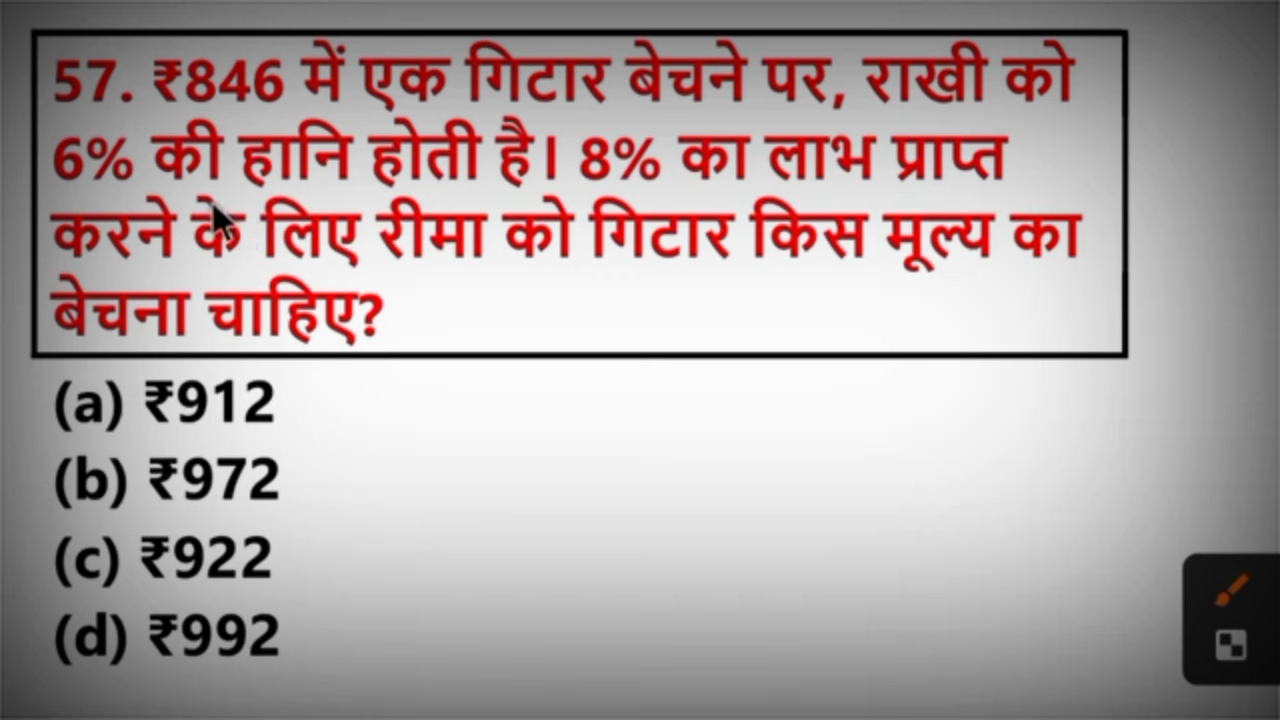 57. ₹846 में एक गिटार बेचने पर, राखी को
6% की हानि होती है। 8% का लाभ प्राप्त
करने के लिए रीमा को गिटार किस मूल्य का
बेचना चाहिए?
(a) ₹912
(b) ₹972
(c) ₹922
(d) ₹992